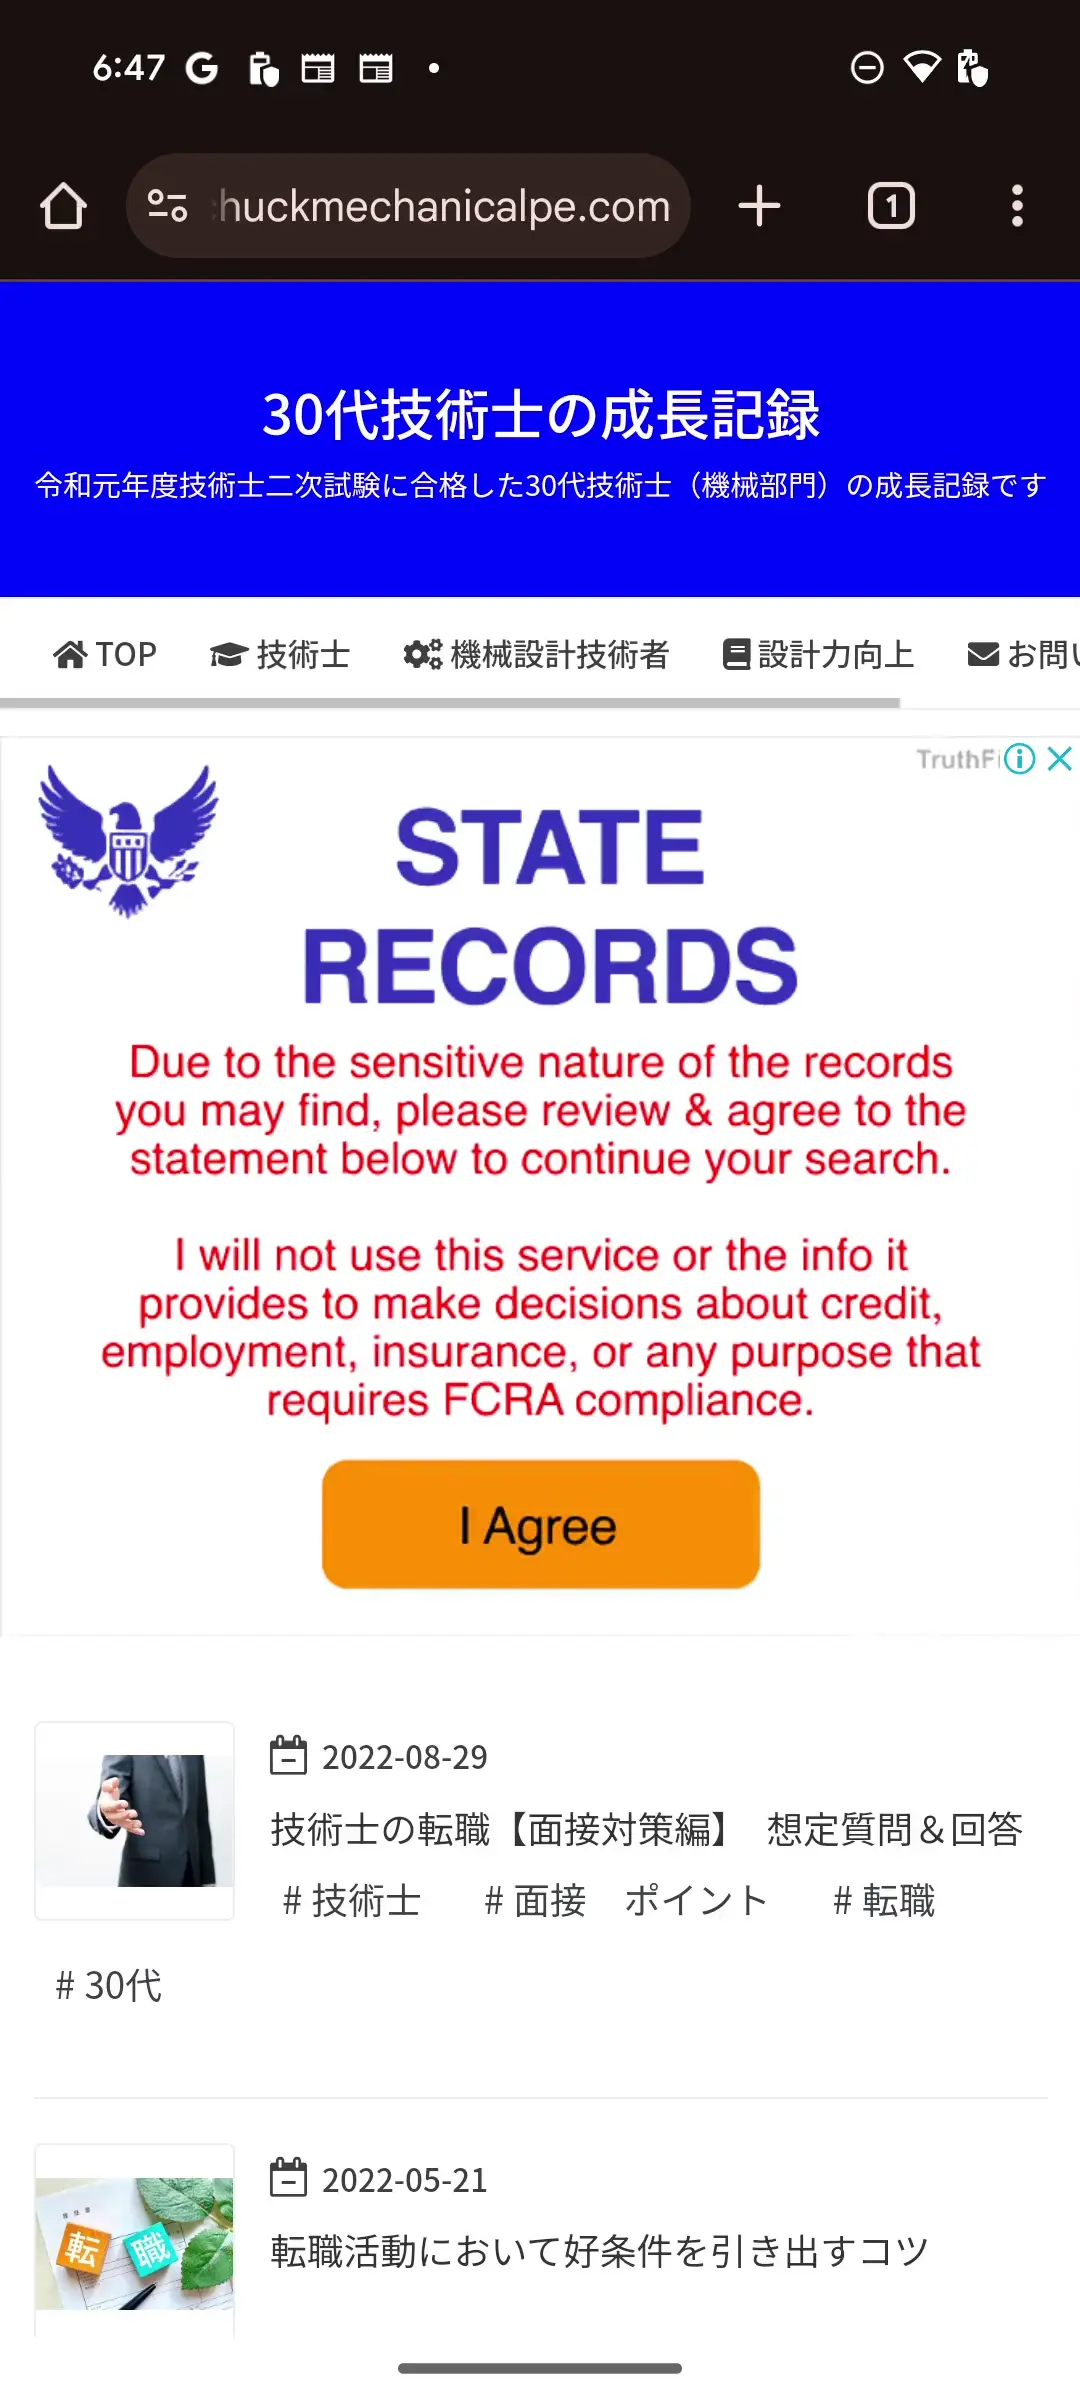 6:47
huckmechanicalpe.com
1
30代技術士の成長記録
令和元年度技術士二次試験に合格した30代技術士（機械部門）の成長記録です
TOP 技術士 機械設計技術者 設計力向上 お問い
TruthFi
STATE
RECORDS
Due to the sensitive nature of the records
you may find, please review & agree to the
statement below to continue your search.
I will not use this service or the info it
provides to make decisions about credit,
employment, insurance, or any purpose that
requires FCRA compliance.
I Agree
2022-08-29
技術士の転職【面接対策編】 想定質問＆回答
# 技術士 # 面接 ポイント # 転職
# 30代
2022-05-21
転職
転職活動において好条件を引き出すコツ